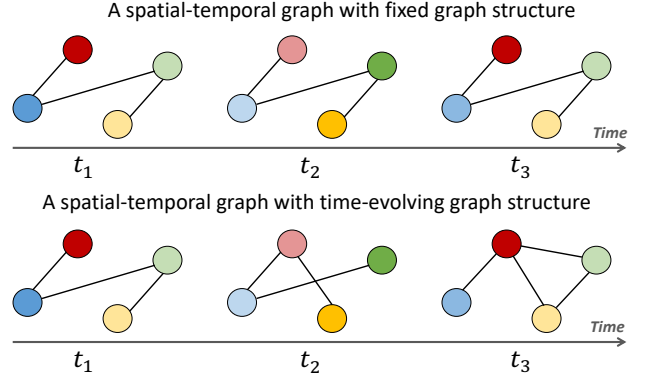 A spatial-temporal graph with fixed graph structure
Time
t1 t2 t3
A spatial-temporal graph with time-evolving graph structure
Time
t1 t2 t3